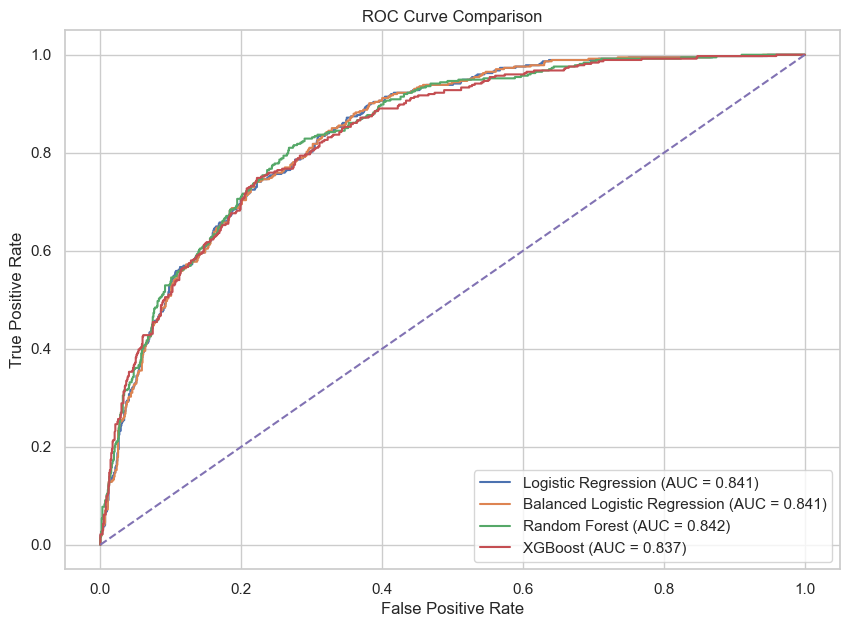 ROC Curve Comparison
1.0
0.8
0.6
0.4
0.2
0.0
True Positive Rate
0.0 0.2 0.4 0.6 0.8 1.0
False Positive Rate
Logistic Regression (AUC = 0.841)
Balanced Logistic Regression (AUC = 0.841)
Random Forest (AUC = 0.842)
XGBoost (AUC = 0.837)